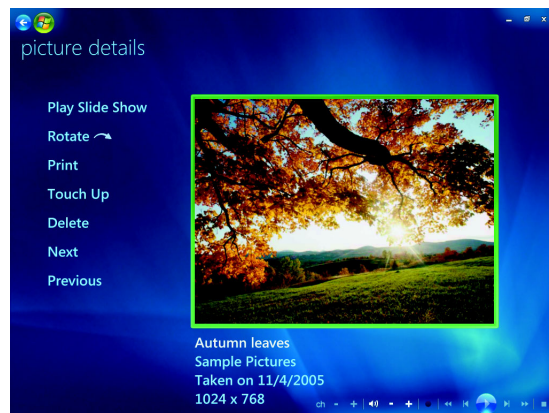 picture details
Play Slide Show
Rotate
Print
Touch Up
Delete
Next
Previous
Autumn leaves
Sample Pictures
Taken on 11/4/2005
1024 x 768
ch - + - +